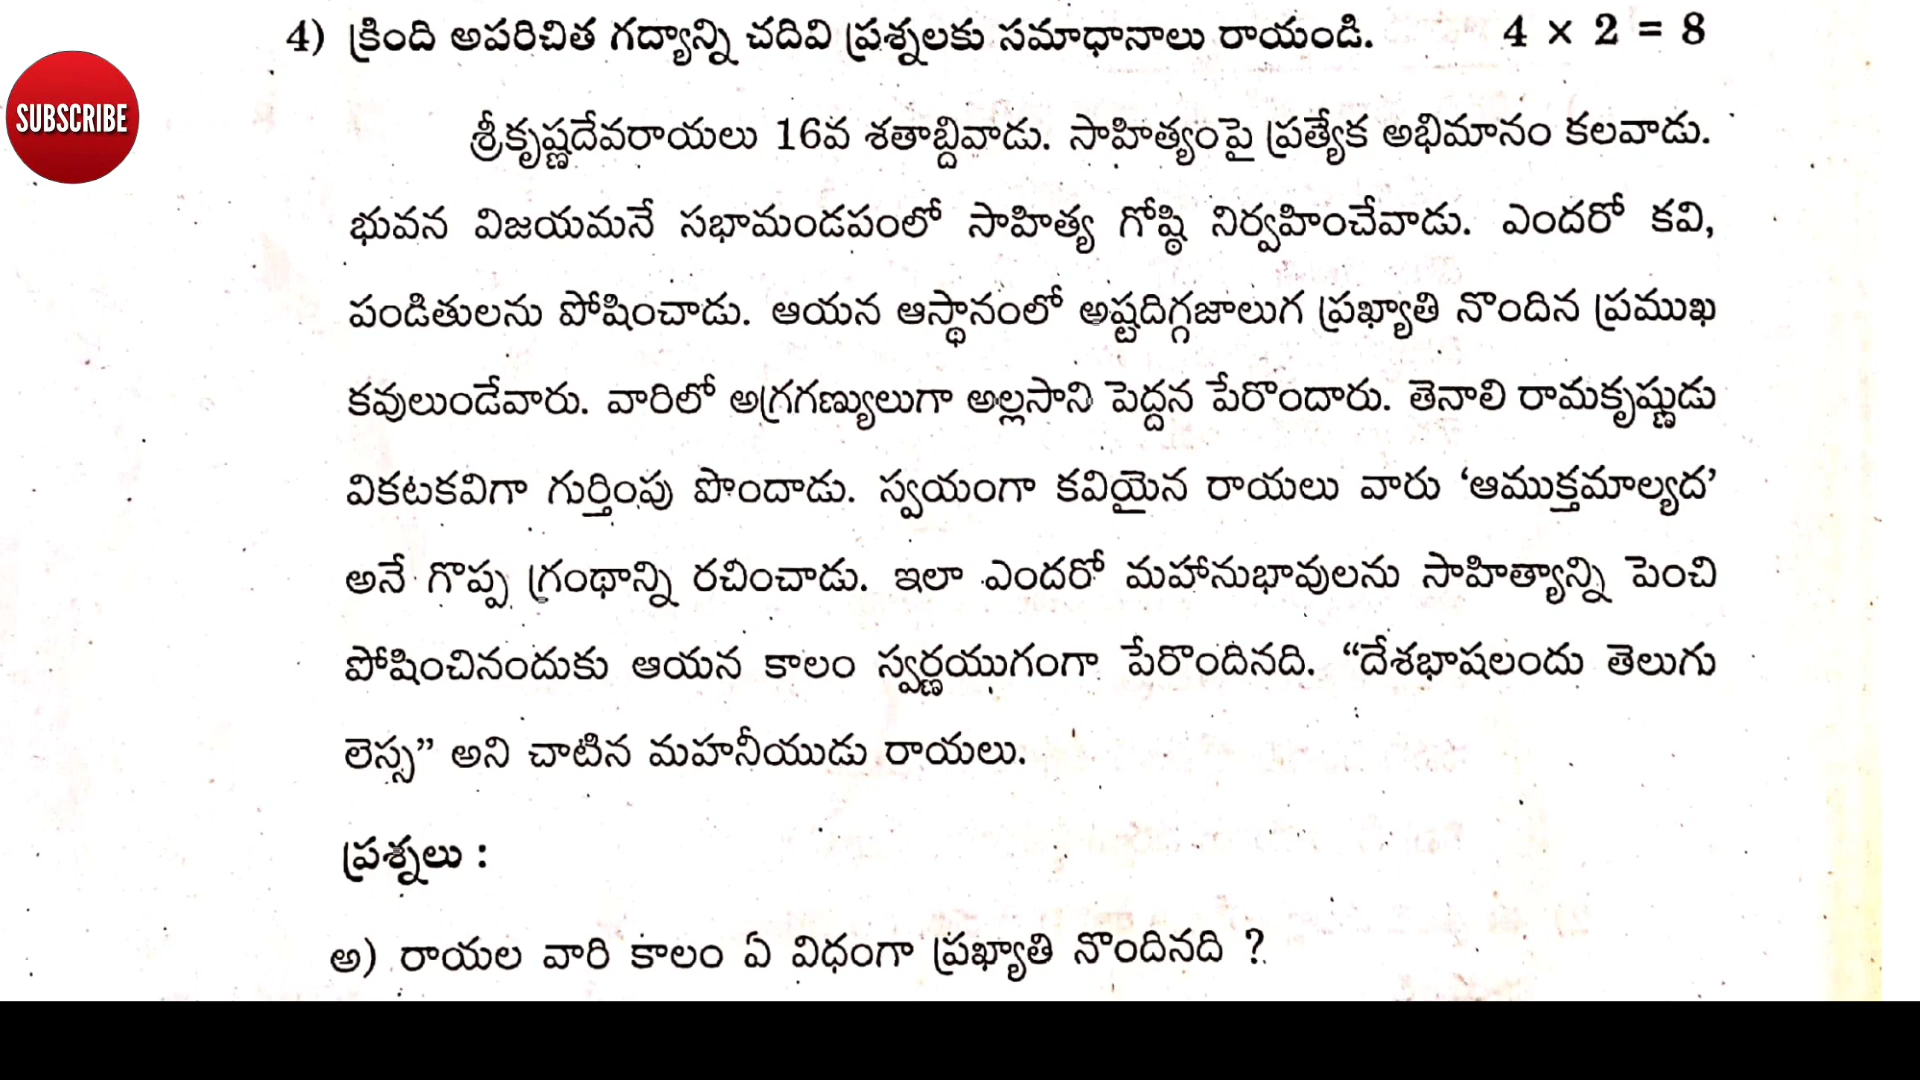 4) క్రింది అపరిచిత గద్యాన్ని చదివి ప్రశ్నలకు సమాధానాలు రాయండి. 4 × 2 = 8
SUBSCRIBE
శ్రీకృష్ణదేవరాయలు 16వ శతాబ్దివాడు. సాహిత్యంపై ప్రత్యేక అభిమానం కలవాడు.
భువన విజయమనే సభామండపంలో సాహిత్య గోష్ఠి నిర్వహించేవాడు. ఎందరో కవి,
పండితులను పోషించాడు. ఆయన ఆస్థానంలో అష్టదిగ్గజాలుగ ప్రఖ్యాతి నొందిన ప్రముఖ
కవులుండేవారు. వారిలో అగ్రగణ్యులుగా అల్లసాని పెద్దన పేరొందారు. తెనాలి రామకృష్ణుడు
వికటకవిగా గుర్తింపు పొందాడు. స్వయంగా కవియైన రాయలు వారు ‘ఆముక్తమాల్యద’
అనే గొప్ప గ్రంథాన్ని రచించాడు. ఇలా ఎందరో మహానుభావులను సాహిత్యాన్ని పెంచి
పోషించినందుకు ఆయన కాలం స్వర్ణయుగంగా పేరొందినది. “దేశభాషలందు తెలుగు
లెస్స” అని చాటిన మహనీయుడు రాయలు.
ప్రశ్నలు :
అ) రాయల వారి కాలం ఏ విధంగా ప్రఖ్యాతి నొందినది ?